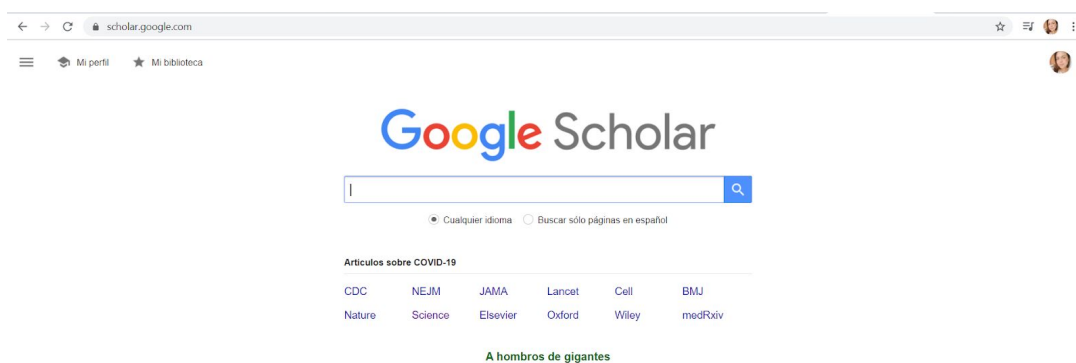 scholar.google.com
Mi perfil Mi biblioteca
Google Scholar
Cualquier idioma Buscar sólo páginas en español
Artículos sobre COVID-19
CDC NEJM JAMA Lancet Cell BMJ
Nature Science Elsevier Oxford Wiley medRxiv
A hombros de gigantes